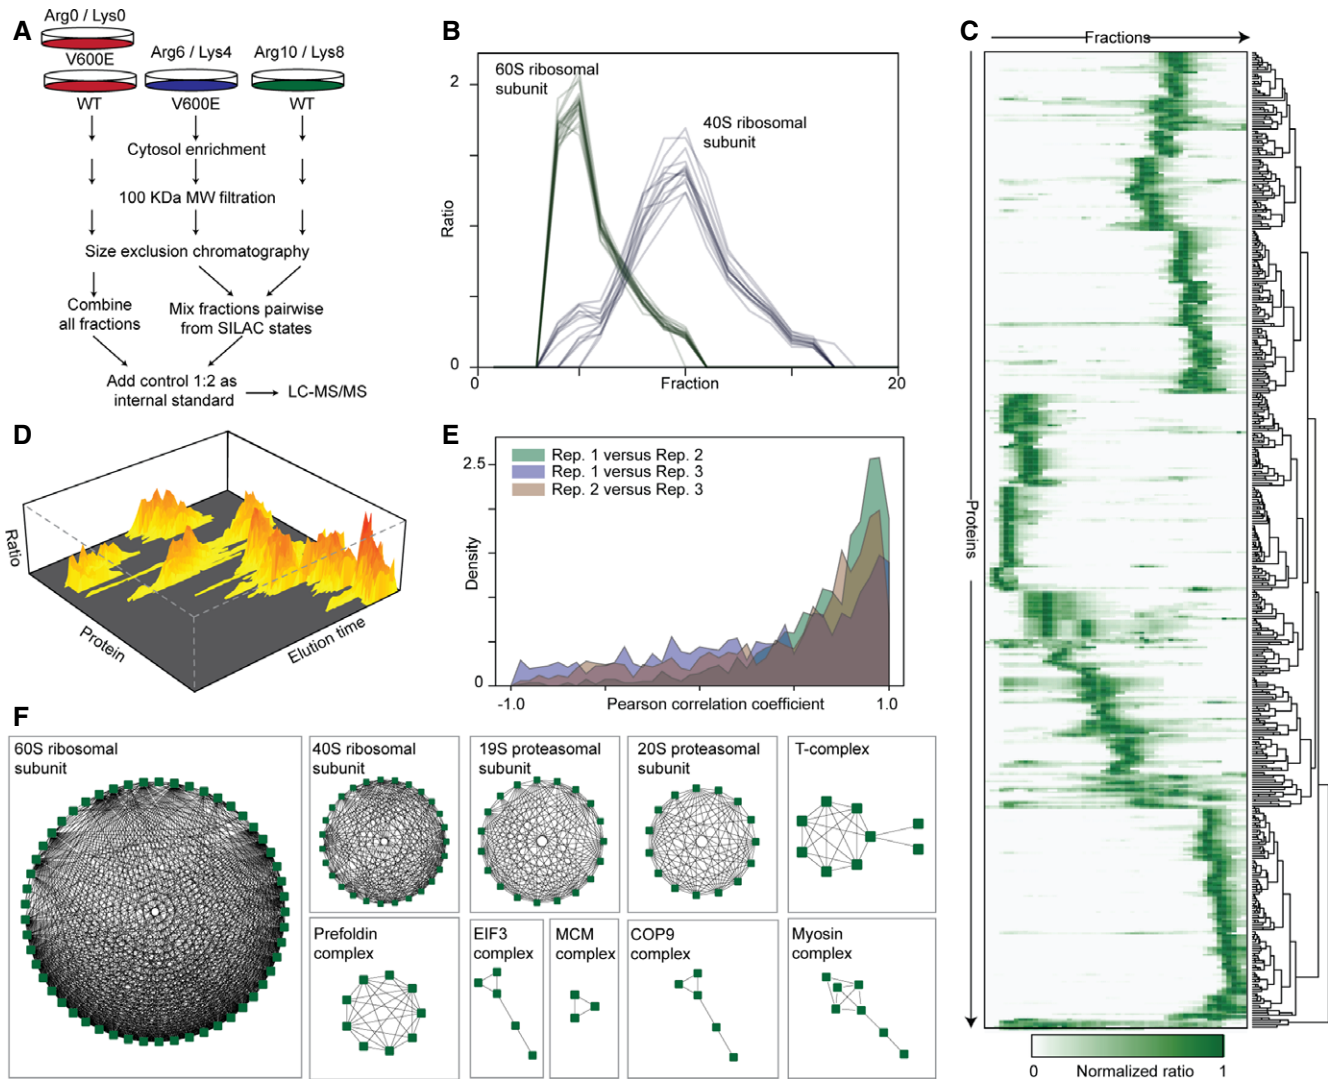 A
Arg0 / Lys0
V600E
WT
Arg6 / Lys4
V600E
Arg10 / Lys8
WT
Cytosol enrichment
100 KDa MW filtration
Size exclusion chromatography
Combine
all fractions
Mix fractions pairwise
from SILAC states
Add control 1:2 as
internal standard
LC-MS/MS
B
60S ribosomal
subunit
40S ribosomal
subunit
Ratio
2
0
0
Fraction
20
C
Fractions
Proteins
0
Normalized ratio
1
D
Ratio
Protein
Elution time
E
Rep. 1 versus Rep. 2
Rep. 1 versus Rep. 3
Rep. 2 versus Rep. 3
2.5
Density
0
-1.0
Pearson correlation coefficient
1.0
F
60S ribosomal
subunit
40S ribosomal
subunit
19S proteasomal
subunit
20S proteasomal
subunit
T-complex
Prefoldin
complex
EIF3
complex
MCM
complex
COP9
complex
Myosin
complex